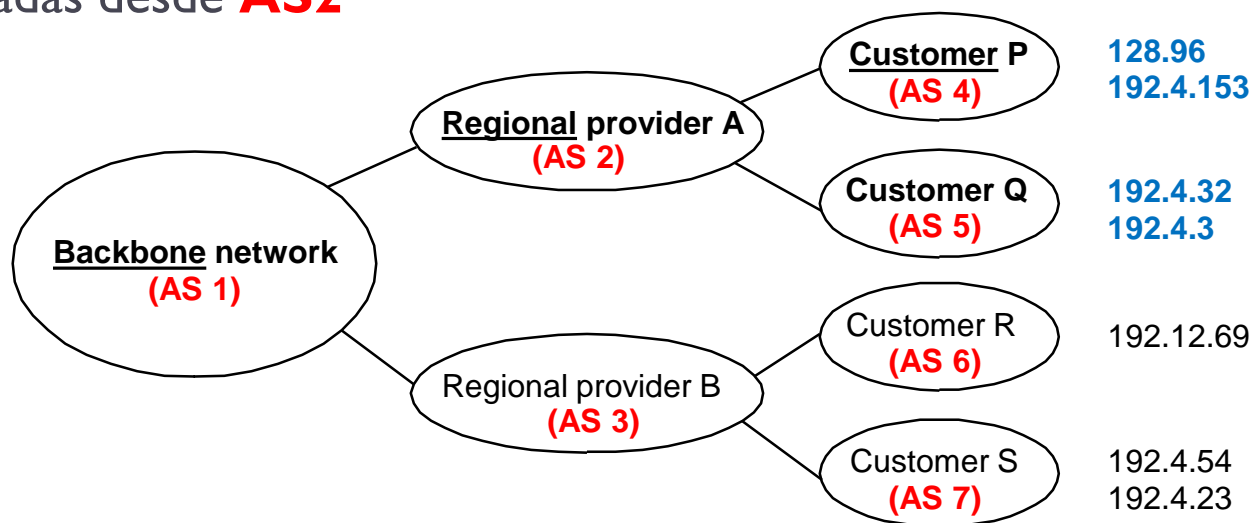 desde AS2
Backbone network
(AS 1)
Regional provider A
(AS 2)
Regional provider B
(AS 3)
Customer P
(AS 4)
128.96
192.4.153
Customer Q
(AS 5)
192.4.32
192.4.3
Customer R
(AS 6)
192.12.69
Customer S
(AS 7)
192.4.54
192.4.23